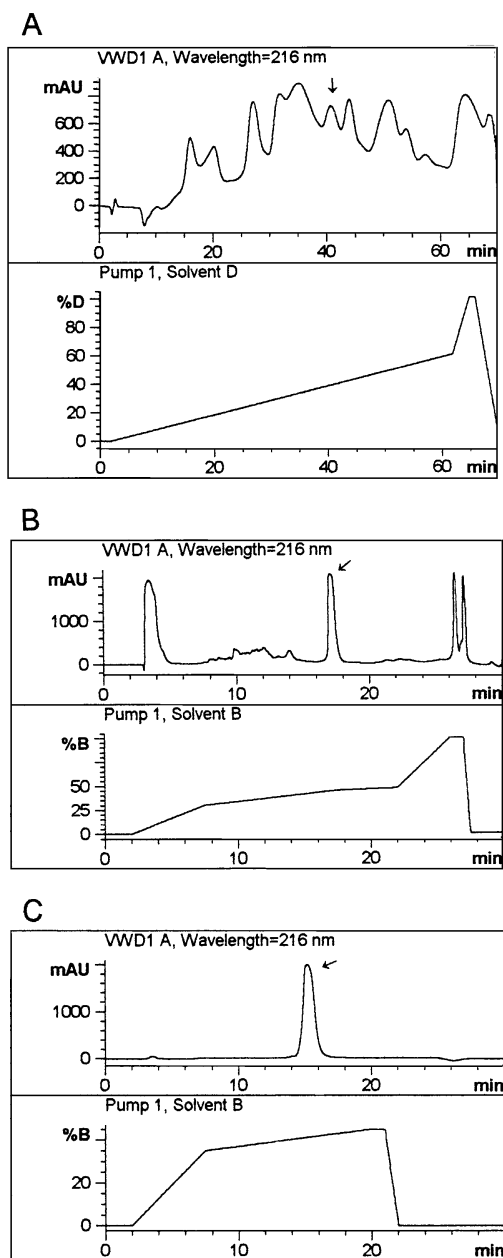 A
VWD1 A, Wavelength=216 nm
mAU
600
400
200
0
0 20 40 60 min
Pump 1, Solvent D
%D
80
60
40
20
0
0 20 40 60 min
B
VWD1 A, Wavelength=216 nm
mAU
1000
0
0 10 20 min
Pump 1, Solvent B
%B
50
25
0
0 10 20 min
C
VWD1 A, Wavelength=216 nm
mAU
1000
0
0 10 20 min
Pump 1, Solvent B
%B
20
0
0 10 20 min